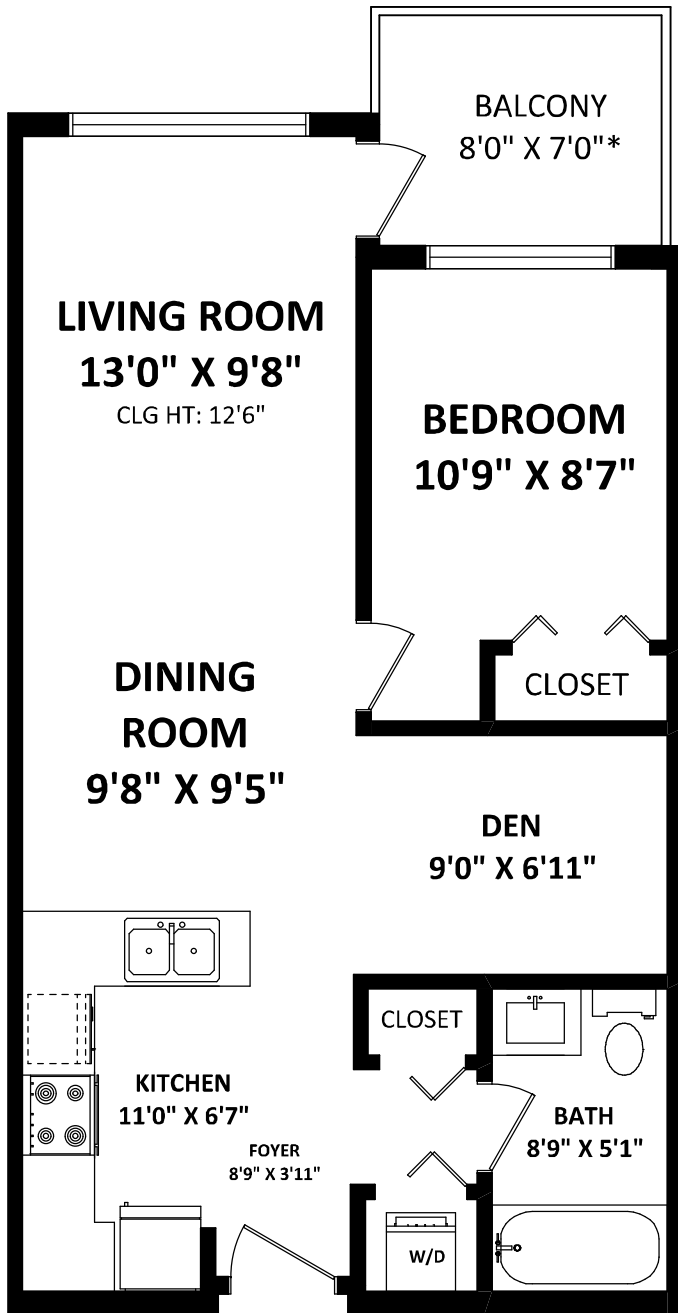 BALCONY
8'0" X 7'0"*
LIVING ROOM
13'0" X 9'8"
CLG HT: 12'6"
BEDROOM
10'9" X 8'7"
CLOSET
DINING
ROOM
9'8" X 9'5"
DEN
9'0" X 6'11"
CLOSET
KITCHEN
11'0" X 6'7"
FOYER
8'9" X 3'11"
BATH
8'9" X 5'1"
W/D